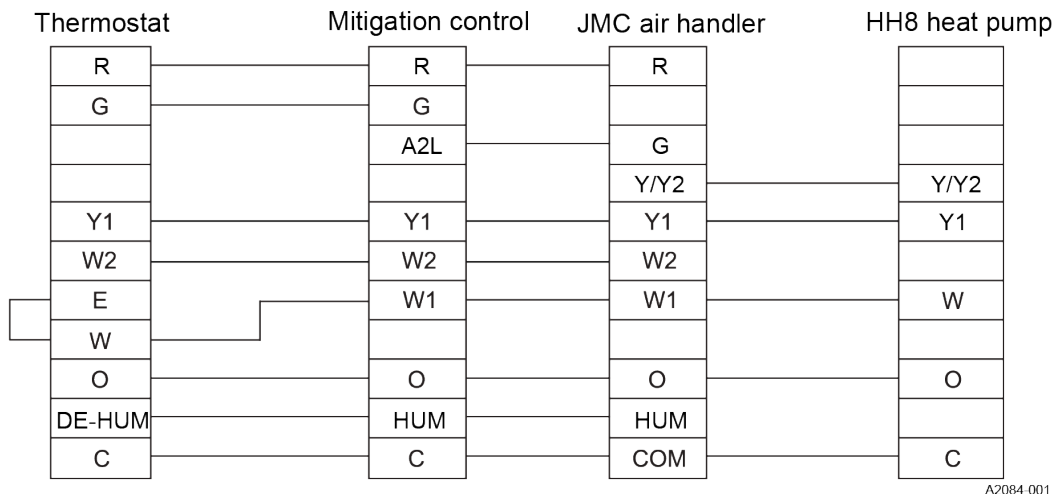 Thermostat Mitigation control JMC air handler HH8 heat pump
R R R
G G
A2L G
Y/Y2 Y/Y2
Y1 Y1 Y1 Y1
W2 W2 W2
E W1 W1 W
W
O O O O
DE-HUM HUM HUM
C C COM C
A2084-001